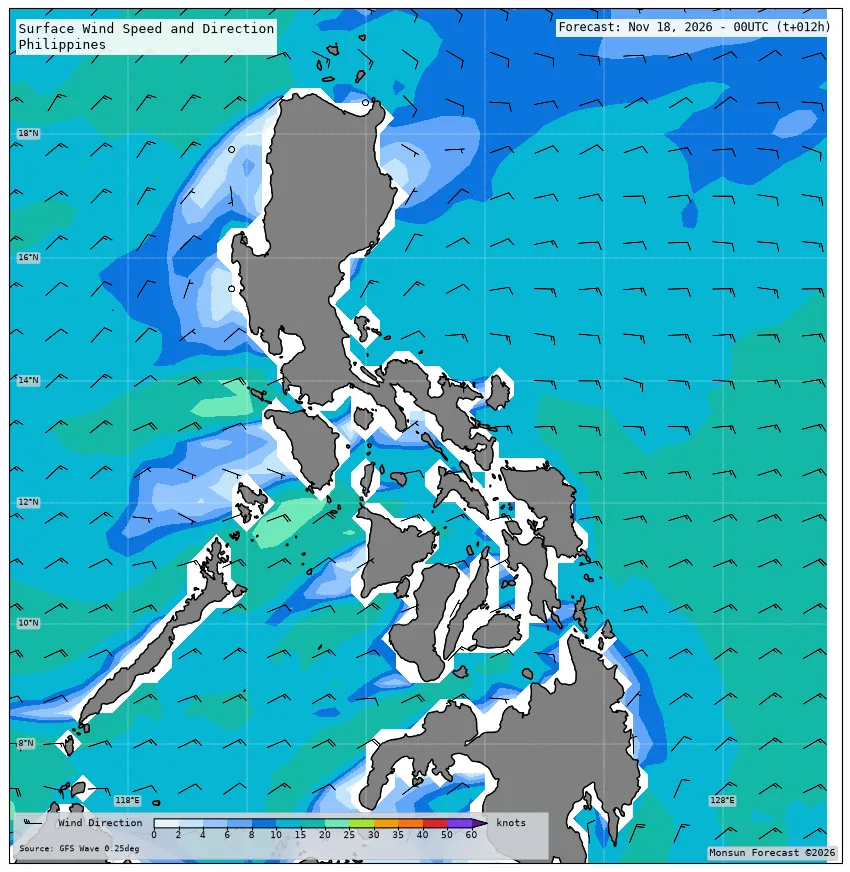 Surface Wind Speed and Direction
Philippines
Forecast: Nov 18, 2026 - 00UTC (t+012h)
18°N
16°N
14°N
12°N
10°N
8°N
118°E
128°E
Wind Direction
0 2 4 6 8 10 15 20 25 30 35 40 50 60
knots
Source: GFS Wave 0.25deg
Monsun Forecast ©2026